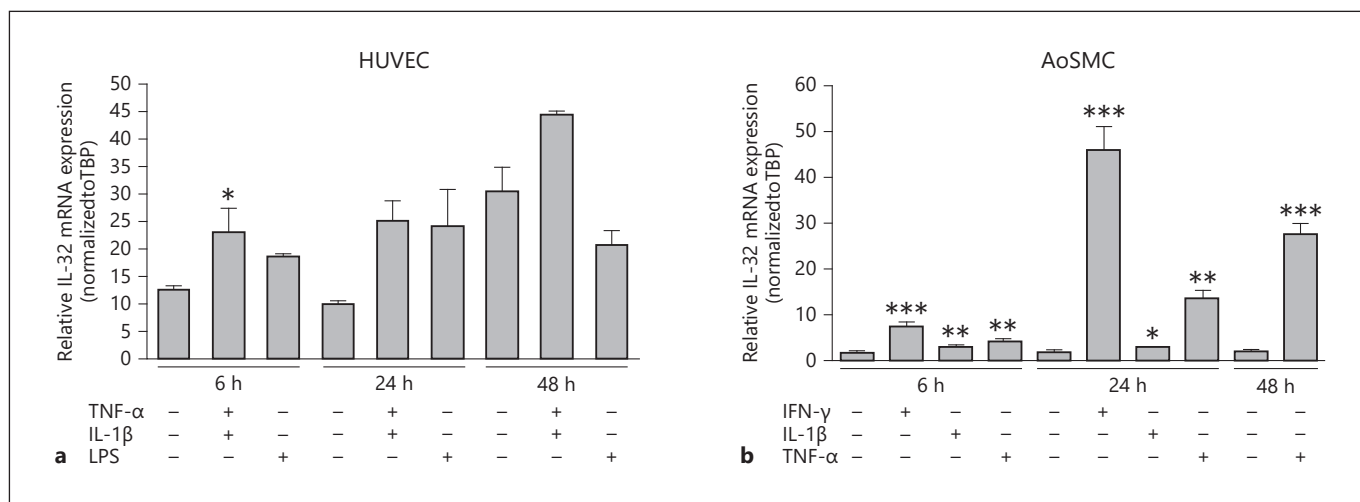 HUVEC
Relative IL-32 mRNA expression
(normalizedtoTBP)
50
45
40
35
30
25
20
15
10
5
0
*
6 h 24 h 48 h
TNF-α – + – – + – – + –
IL-1β – + – – + – – + –
LPS – – + – – + – – +
a
AoSMC
Relative IL-32 mRNA expression
(normalizedtoTBP)
60
50
40
30
20
10
0
*** ** ** *** * ** ***
6 h 24 h 48 h
IFN-γ – + – – – + – – – –
IL-1β – – + – – – + – – –
TNF-α – – – + – – – + – +
b